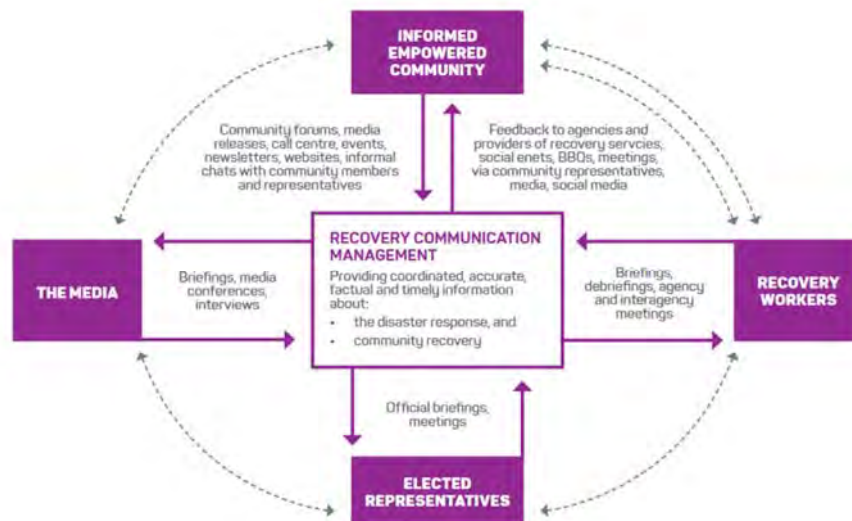 INFORMED
EMPOWERED
COMMUNITY
Community forums, media
releases, call centre, events,
newsletters, websites, informal
chats with community members
and representatives
Feedback to agencies and
providers of recovery servcies,
social enets, BBQs, meetings,
via community representatives,
media, social media
THE MEDIA
Briefings, media
conferences,
interviews
RECOVERY COMMUNICATION
MANAGEMENT
Providing coordinated, accurate,
factual and timely information
about:
• the disaster response, and
• community recovery
Briefings,
debriefings, agency
and interagency
meetings
RECOVERY
WORKERS
Official briefings,
meetings
ELECTED
REPRESENTATIVES